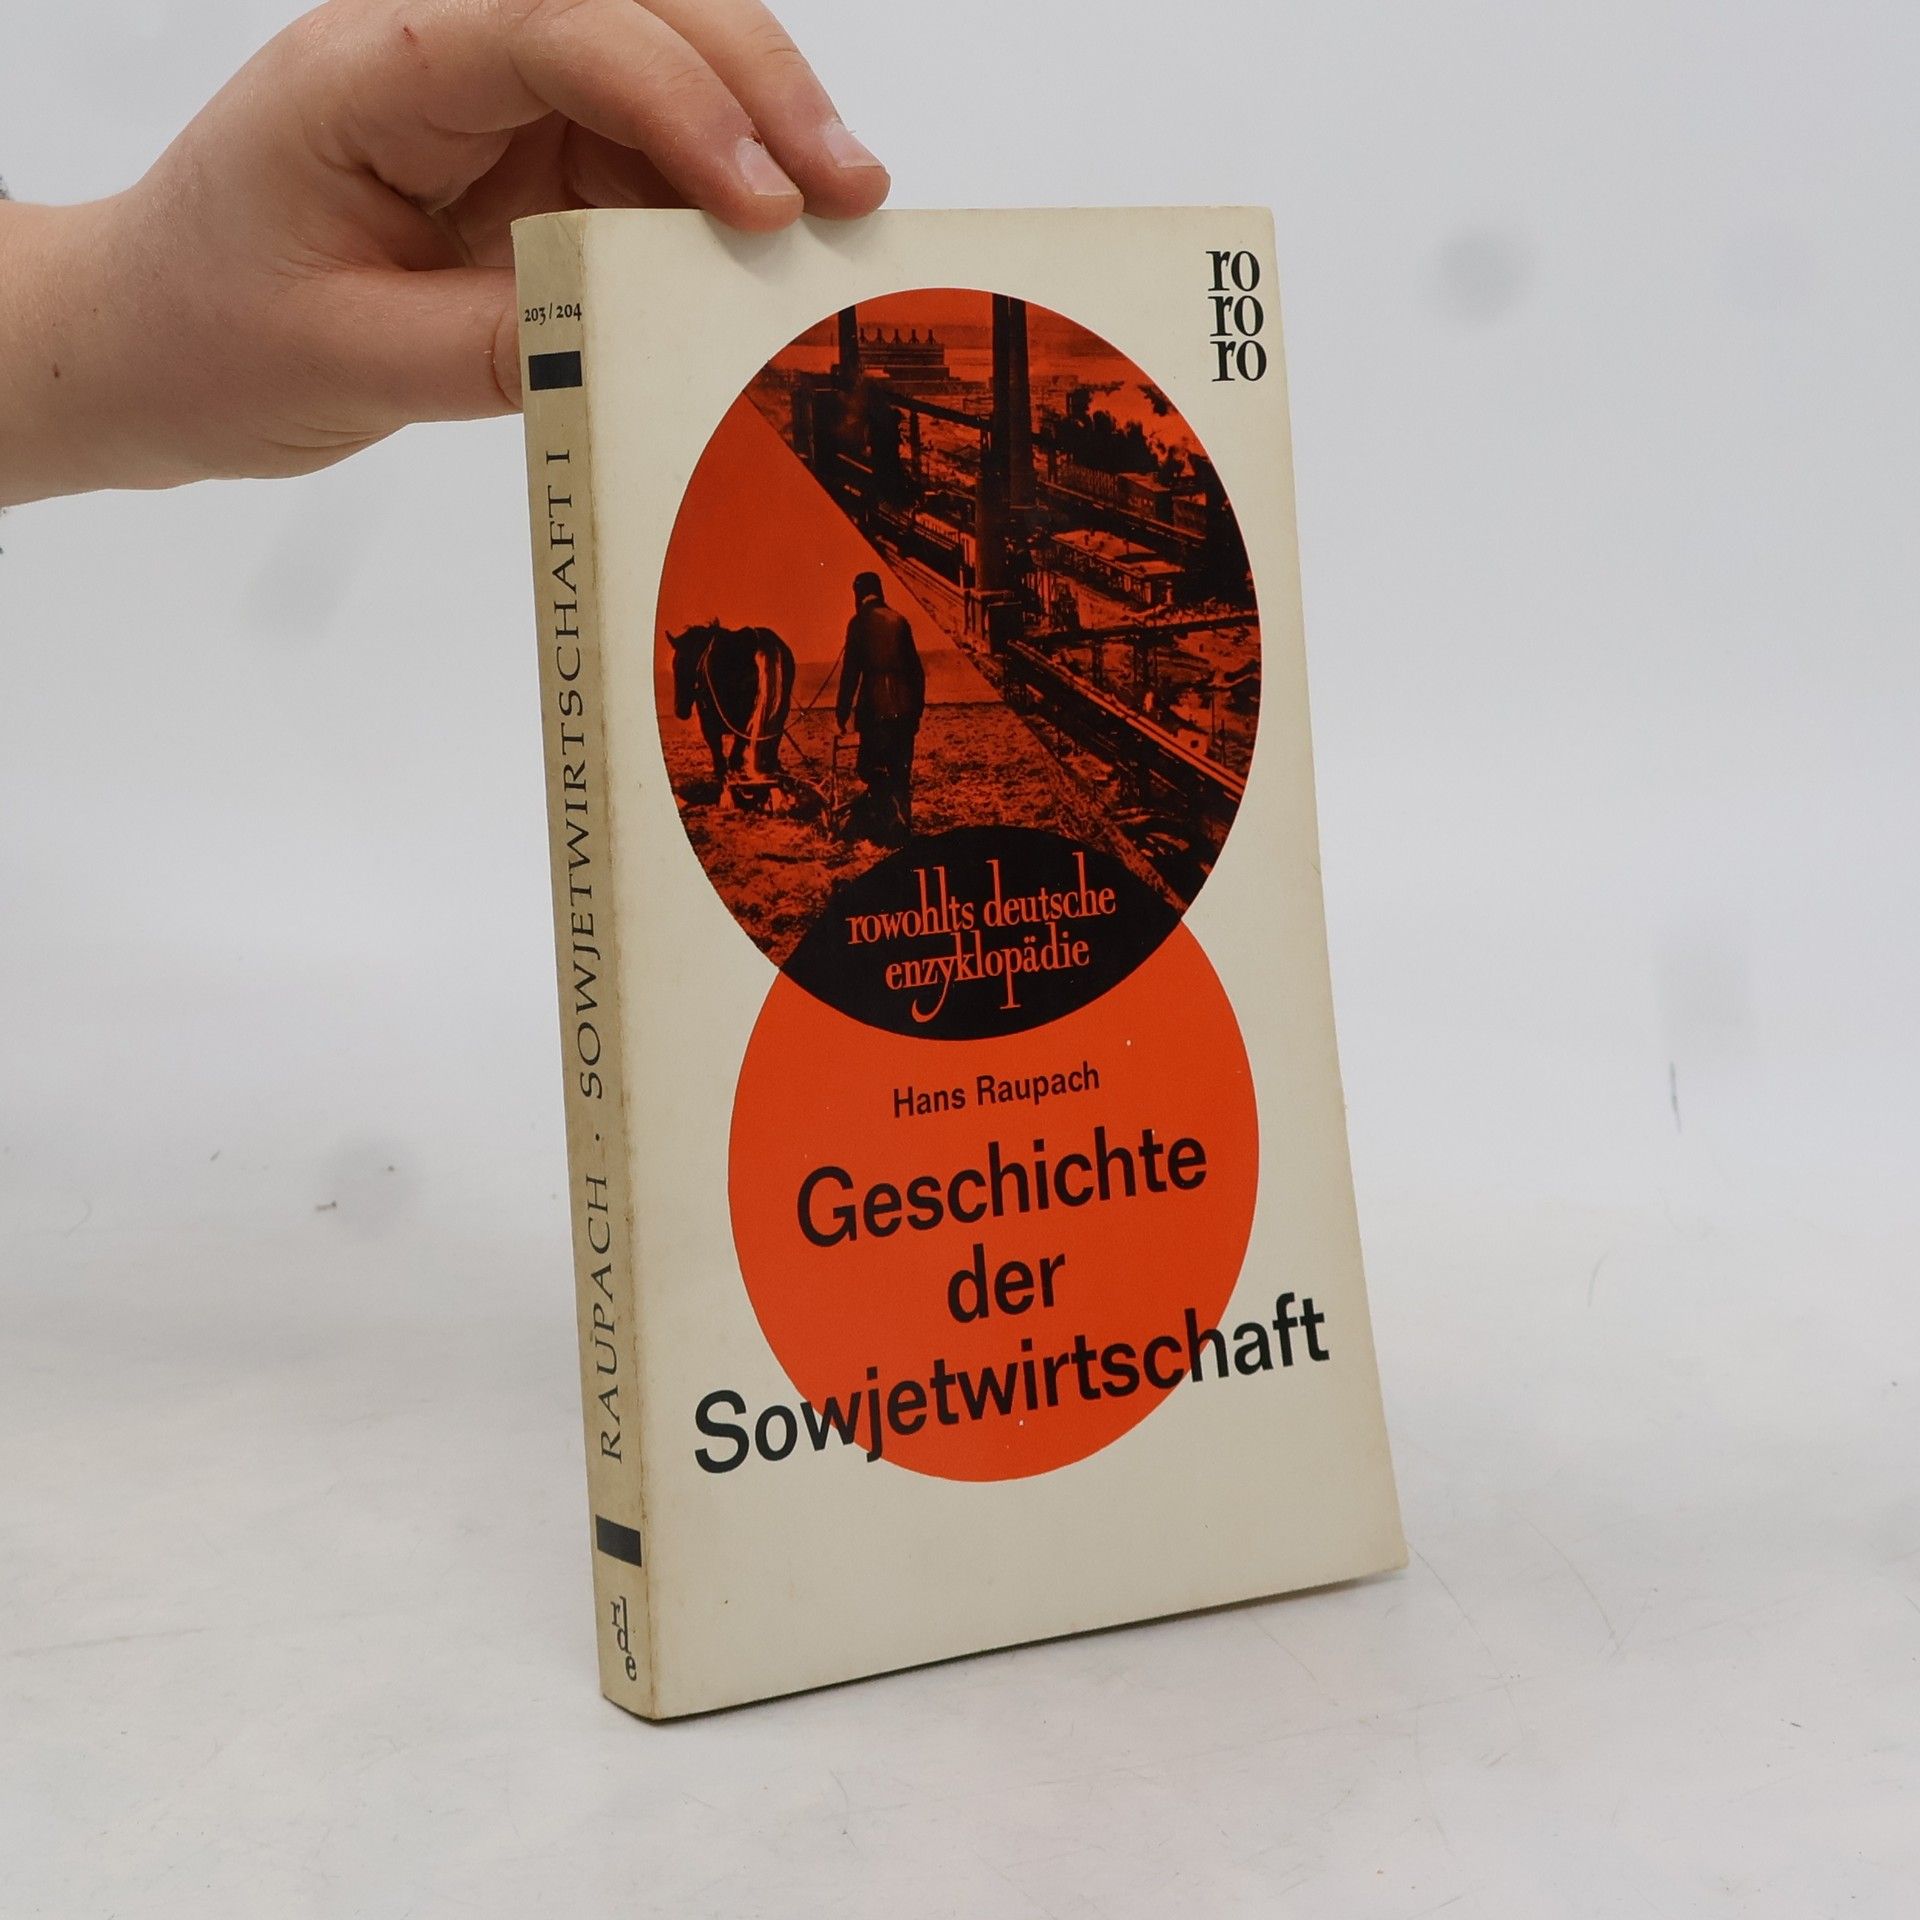 203 / 204
RAUPACH · SOWJETWIRTSCHAFT I
rde
ro
ro
ro
rowohlts deutsche
enzyklopädie
Hans Raupach
Geschichte
der
Sowjetwirtschaft